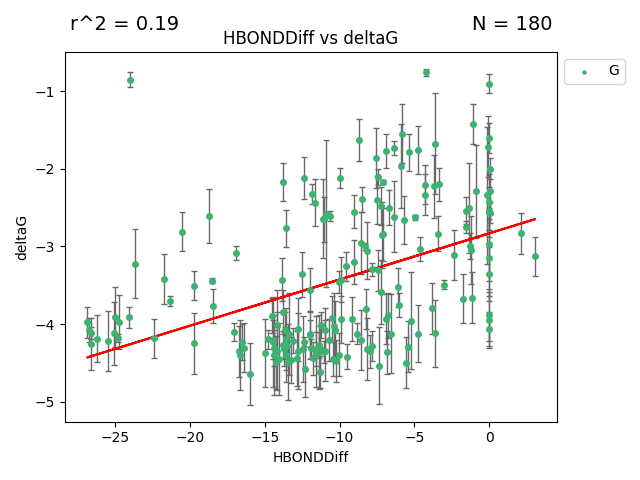 r^2 = 0.19
N = 180
HBONDDiff vs deltaG
G
deltaG
−1
−2
−3
−4
−5
−25
−20
−15
−10
−5
0
HBONDDiff